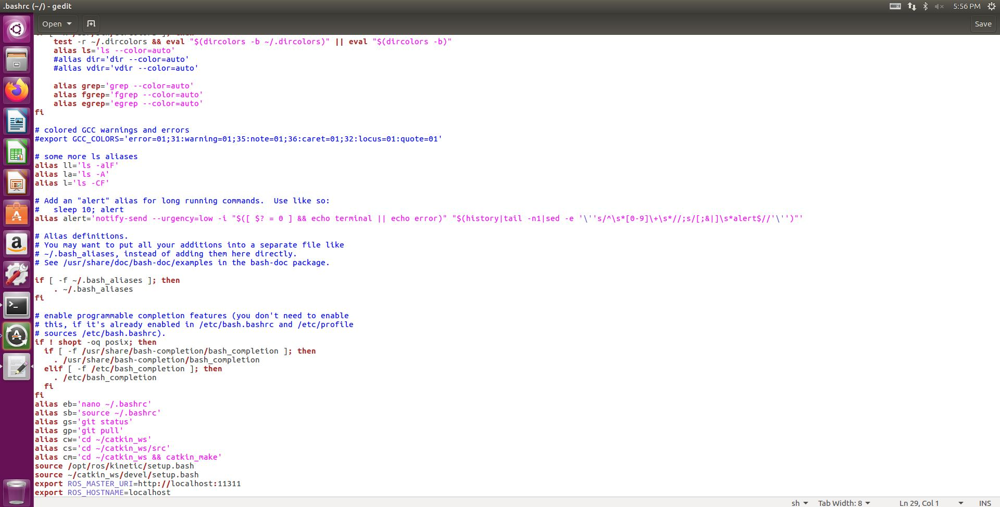 .bashrc (~/) - gedit
5:56 PM
Open
Save
test -r ~/.dircolors && eval "$(dircolors -b ~/.dircolors)" || eval "$(dircolors -b)"
alias ls='ls --color=auto'
#alias dir='dir --color=auto'
#alias vdir='vdir --color=auto'
alias grep='grep --color=auto'
alias fgrep='fgrep --color=auto'
alias egrep='egrep --color=auto'
fi
# colored GCC warnings and errors
#export GCC_COLORS='error=01;31:warning=01;35:note=01;36:caret=01;32:locus=01:quote=01'
# some more ls aliases
alias ll='ls -alF'
alias la='ls -A'
alias l='ls -CF'
# Add an "alert" alias for long running commands.  Use like so:
#   sleep 10; alert
alias alert='notify-send --urgency=low -i "$([ $? = 0 ] && echo terminal || echo error)" "$(history|tail -n1|sed -e '\''s/^\s*[0-9]\+\s*//;s/[;&|]\s*alert$//'\'')"'
# Alias definitions.
# You may want to put all your additions into a separate file like
# ~/.bash_aliases, instead of adding them here directly.
# See /usr/share/doc/bash-doc/examples in the bash-doc package.
if [ -f ~/.bash_aliases ]; then
. ~/.bash_aliases
fi
# enable programmable completion features (you don't need to enable
# this, if it's already enabled in /etc/bash.bashrc and /etc/profile
# sources /etc/bash.bashrc).
if ! shopt -oq posix; then
if [ -f /usr/share/bash-completion/bash_completion ]; then
. /usr/share/bash-completion/bash_completion
elif [ -f /etc/bash_completion ]; then
. /etc/bash_completion
fi
fi
alias eb='nano ~/.bashrc'
alias sb='source ~/.bashrc'
alias gs='git status'
alias gp='git pull'
alias cw='cd ~/catkin_ws'
alias cs='cd ~/catkin_ws/src'
alias cm='cd ~/catkin_ws && catkin_make'
source /opt/ros/kinetic/setup.bash
source ~/catkin_ws/devel/setup.bash
export ROS_MASTER_URI=http://localhost:11311
export ROS_HOSTNAME=localhost
sh Tab Width: 8 Ln 29, Col 1 INS